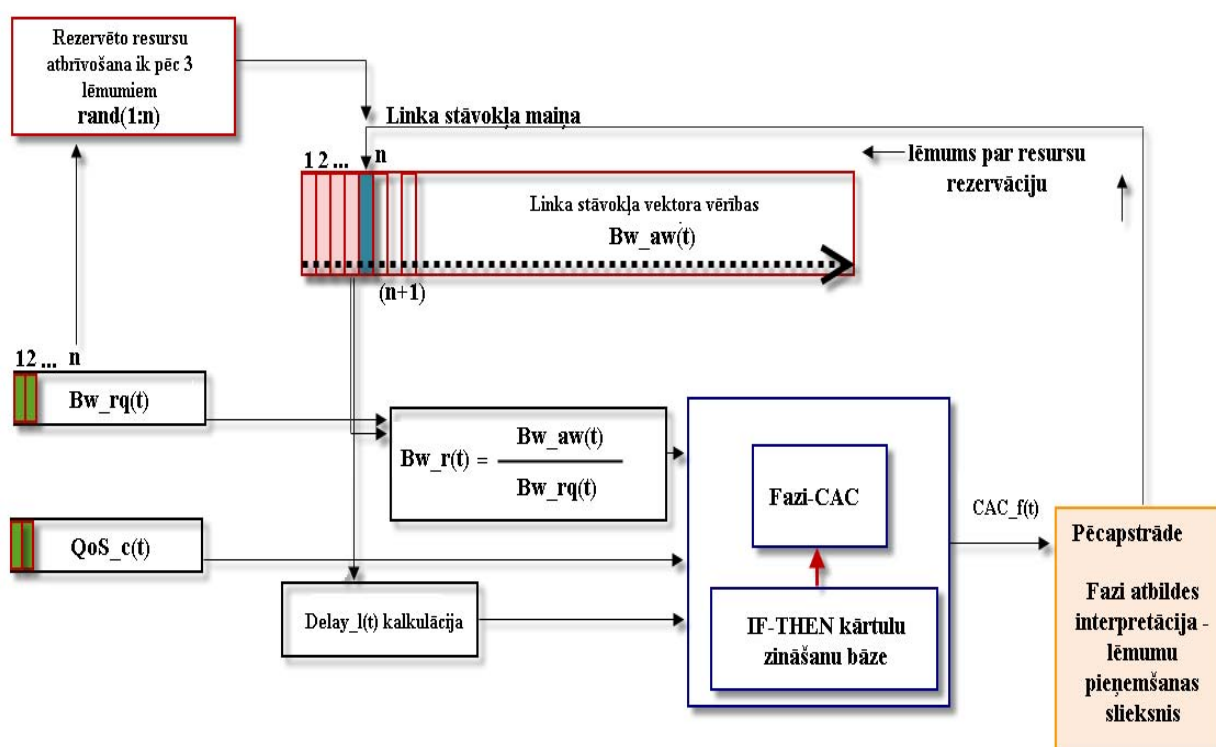 Rezervēto resursu
atbrīvošana ik pēc 3
lēmumiem
rand(1:n)
Linka stāvokļa maiņa
1 2 ... n
lēmums par resursu
rezervāciju
Linka stāvokļa vektora vērības
Bw_aw(t)
(n+1)
12 ... n
Bw_rq(t)
Bw_r(t) =
Bw_aw(t)
Bw_rq(t)
Fazi-CAC
CAC_f(t)
QoS_c(t)
Delay_l(t) kalkulācija
IF-THEN kārtulu
zināšanu bāze
Pēcapstrāde
Fazi atbildes
interpretācija -
lēmumu
pieņemšanas
slieksnis